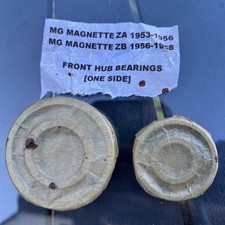 MG MAGNETTE ZA 1953-1956
MG MAGNETTE ZB 1956-1958
FRONT HUB BEARINGS
[ONE SIDE]